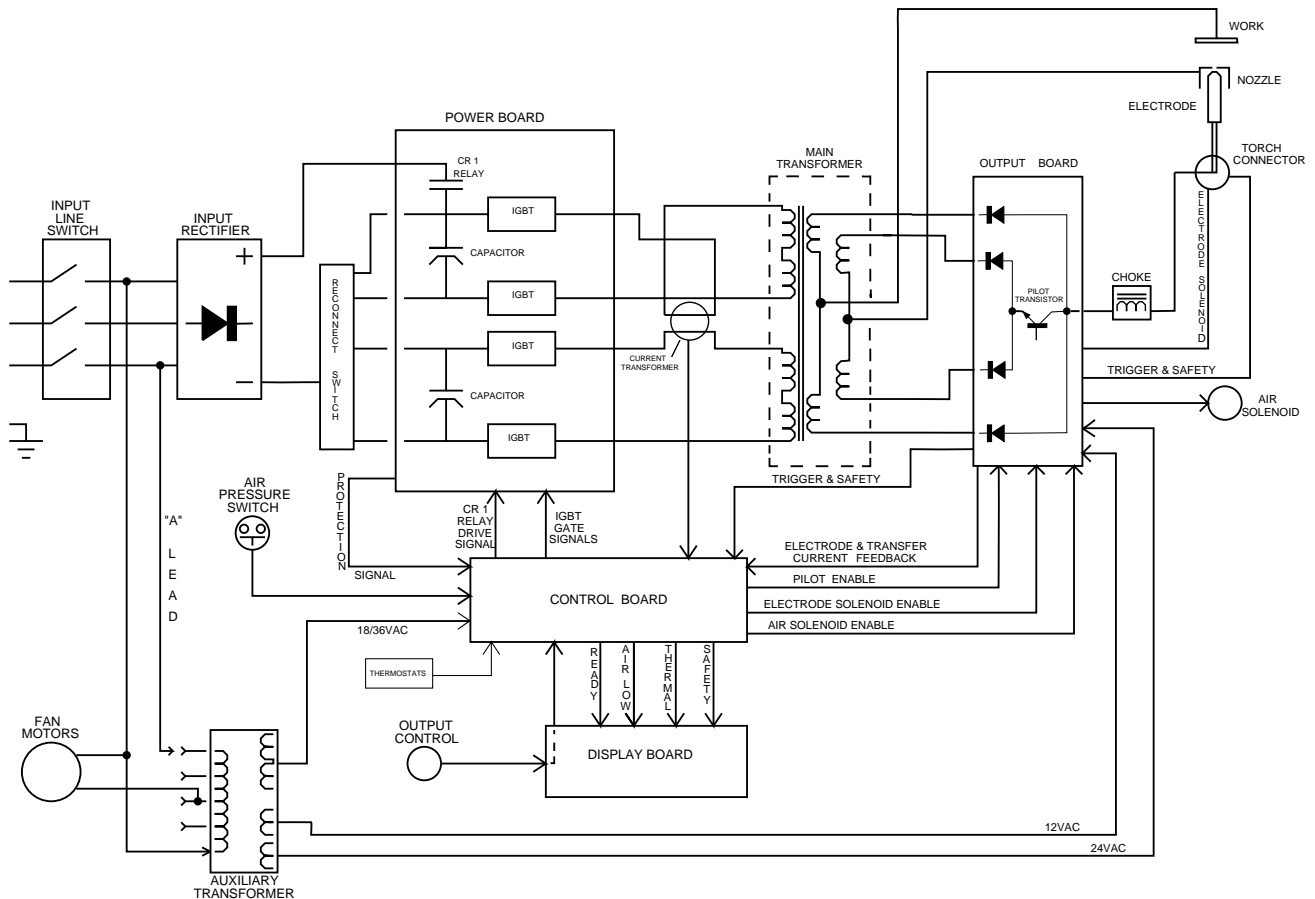 WORK
NOZZLE
ELECTRODE
POWER BOARD
TORCH
CONNECTOR
MAIN
TRANSFORMER
OUTPUT BOARD
CR 1
RELAY
INPUT
LINE
SWITCH
INPUT
RECTIFIER
+
IGBT
ELECTRODE SOLENOID
CAPACITOR
CHOKE
RECONNECT SWITCH
PILOT
TRANSISTOR
IGBT
IGBT
CURRENT
TRANSFORMER
TRIGGER & SAFETY
–
CAPACITOR
AIR
SOLENOID
IGBT
TRIGGER & SAFETY
AIR
PRESSURE
SWITCH
PROTECTION
SIGNAL
CR 1
RELAY
DRIVE
SIGNAL
IGBT
GATE
SIGNALS
"A"
LEAD
ELECTRODE & TRANSFER
CURRENT FEEDBACK
PILOT ENABLE
CONTROL BOARD
ELECTRODE SOLENOID ENABLE
AIR SOLENOID ENABLE
18/36VAC
THERMOSTATS
READY
AIR LOW
THERMAL
SAFETY
FAN
MOTORS
OUTPUT
CONTROL
DISPLAY BOARD
12VAC
24VAC
AUXILIARY
TRANSFORMER